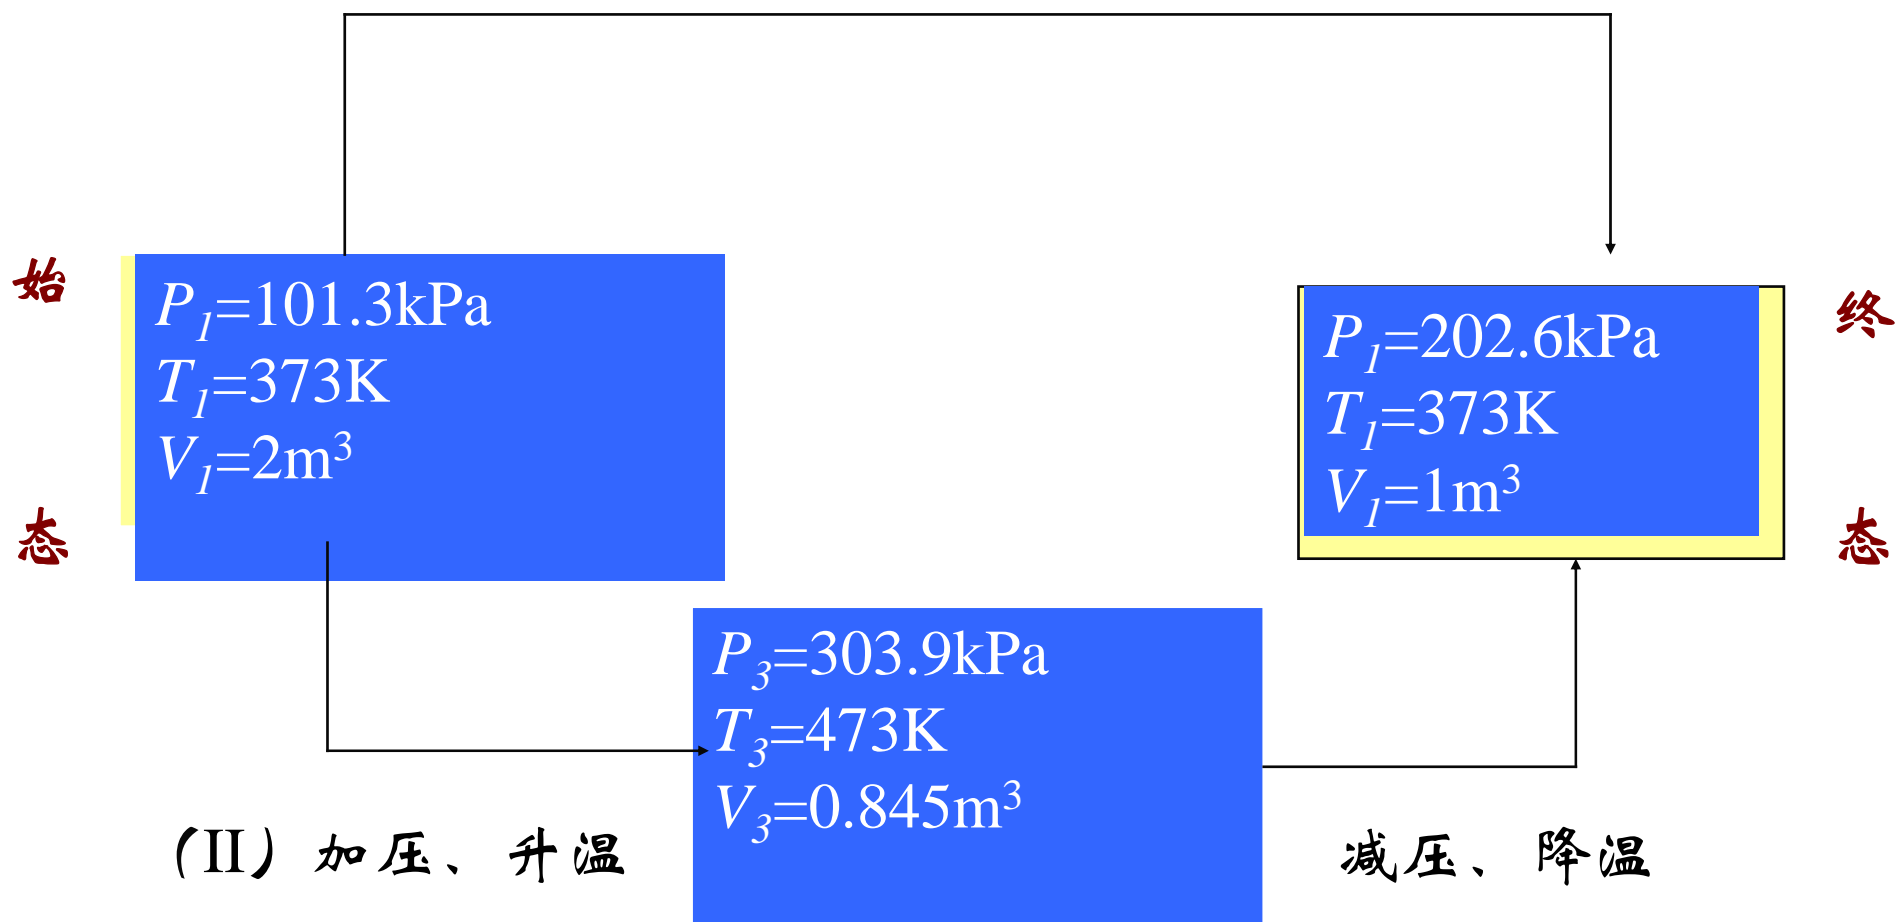 始
态
P₁=101.3kPa
T₁=373K
V₁=2m³
P₁=202.6kPa
T₁=373K
V₁=1m³
终
态
P₃=303.9kPa
T₃=473K
V₃=0.845m³
（II）加压、升温
减压、降温